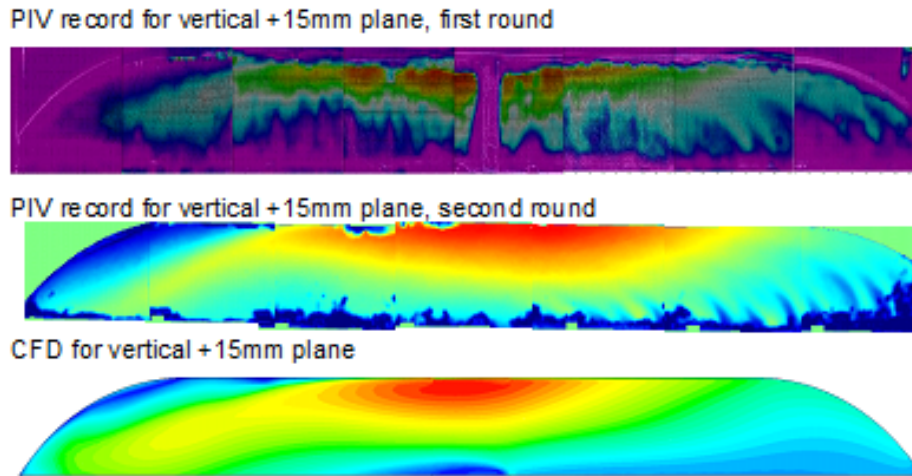 PIV record for vertical +15mm plane, first round
PIV record for vertical +15mm plane, second round
CFD for vertical +15mm plane